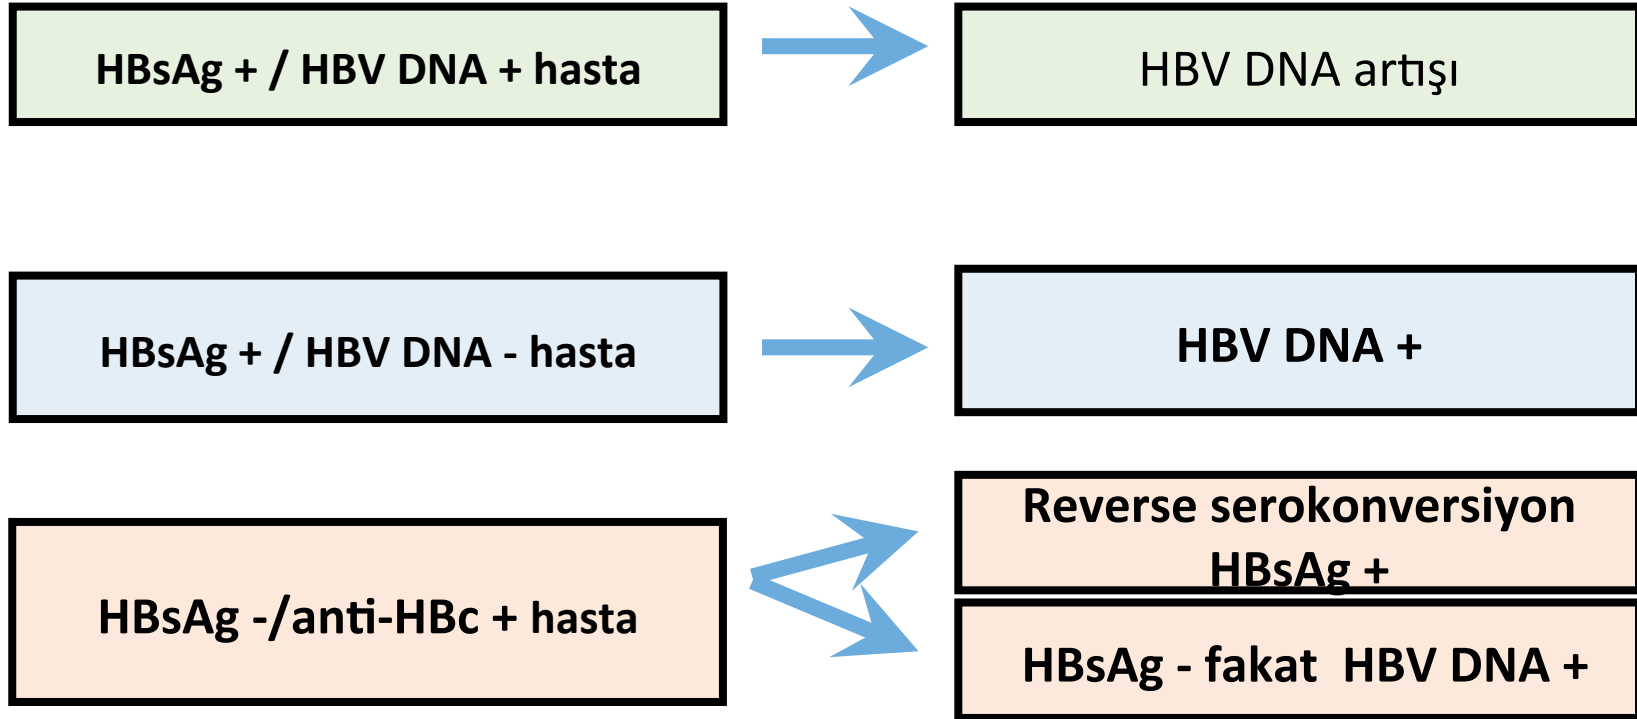 HBsAg + / HBV DNA + hasta
HBV DNA artışı
HBsAg + / HBV DNA - hasta
HBV DNA +
HBsAg -/anti-HBc + hasta
Reverse serokonversiyon
HBsAg +
HBsAg - fakat  HBV DNA +